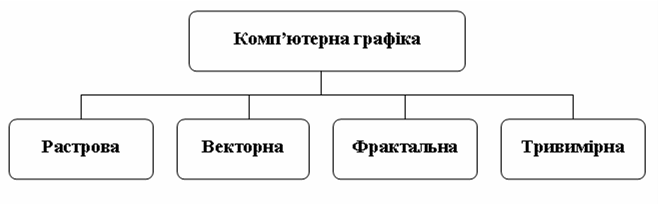 Комп’ютерна графіка
Растрова
Векторна
Фрактальна
Тривимірна